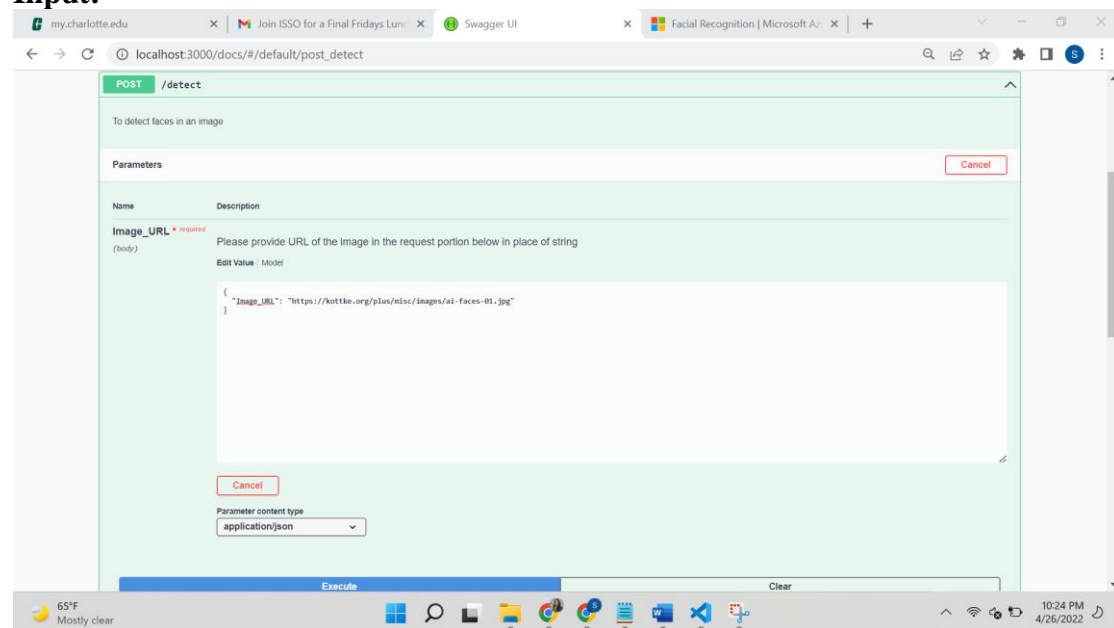 Input:
my.charlotte.edu
Join ISSO for a Final Fridays Lunc
Swagger UI
Facial Recognition | Microsoft Az
localhost:3000/docs/#/default/post_detect
S
POST /detect
To detect faces in an image
Parameters
Cancel
Name Description
Image_URL * required
(body)
Please provide URL of the image in the request portion below in place of string
Edit Value | Model
{
"Image_URL": "https://kottke.org/plus/misc/images/ai-faces-01.jpg"
}
Cancel
Parameter content type
application/json
Execute Clear
65°F
Mostly clear
10:24 PM
4/26/2022